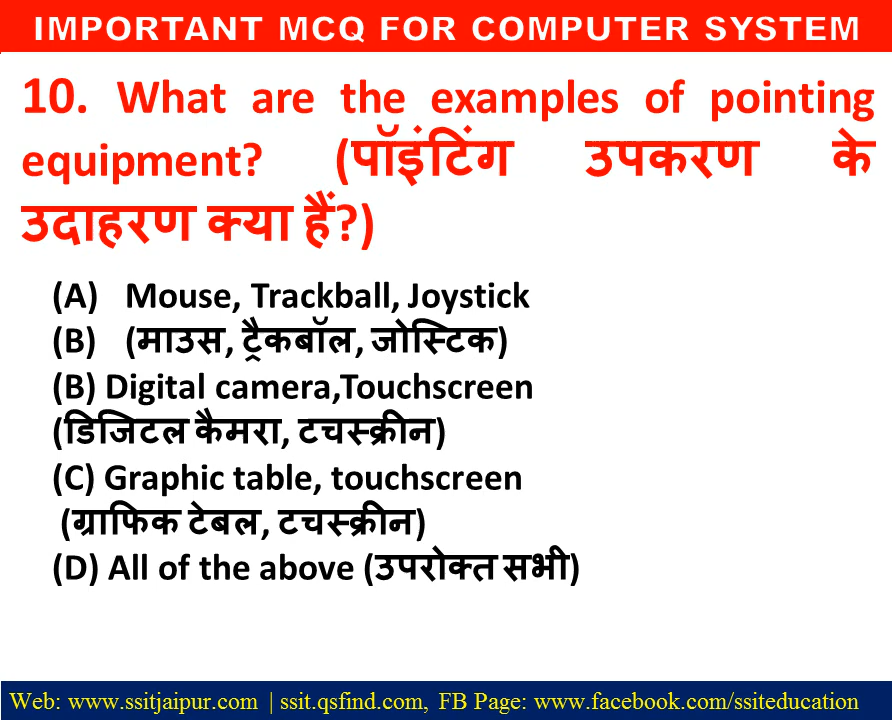 IMPORTANT MCQ FOR COMPUTER SYSTEM
10. What are the examples of pointing
equipment? (पॉइंटिंग उपकरण के
उदाहरण क्या हैं?)
(A) Mouse, Trackball, Joystick
(B) (माउस, ट्रैकबॉल, जोस्टिक)
(B) Digital camera,Touchscreen
(डिजिटल कैमरा, टचस्क्रीन)
(C) Graphic table, touchscreen
(ग्राफिक टेबल, टचस्क्रीन)
(D) All of the above (उपरोक्त सभी)
Web: www.ssitjaipur.com | ssit.qsfind.com, FB Page: www.facebook.com/ssiteducation